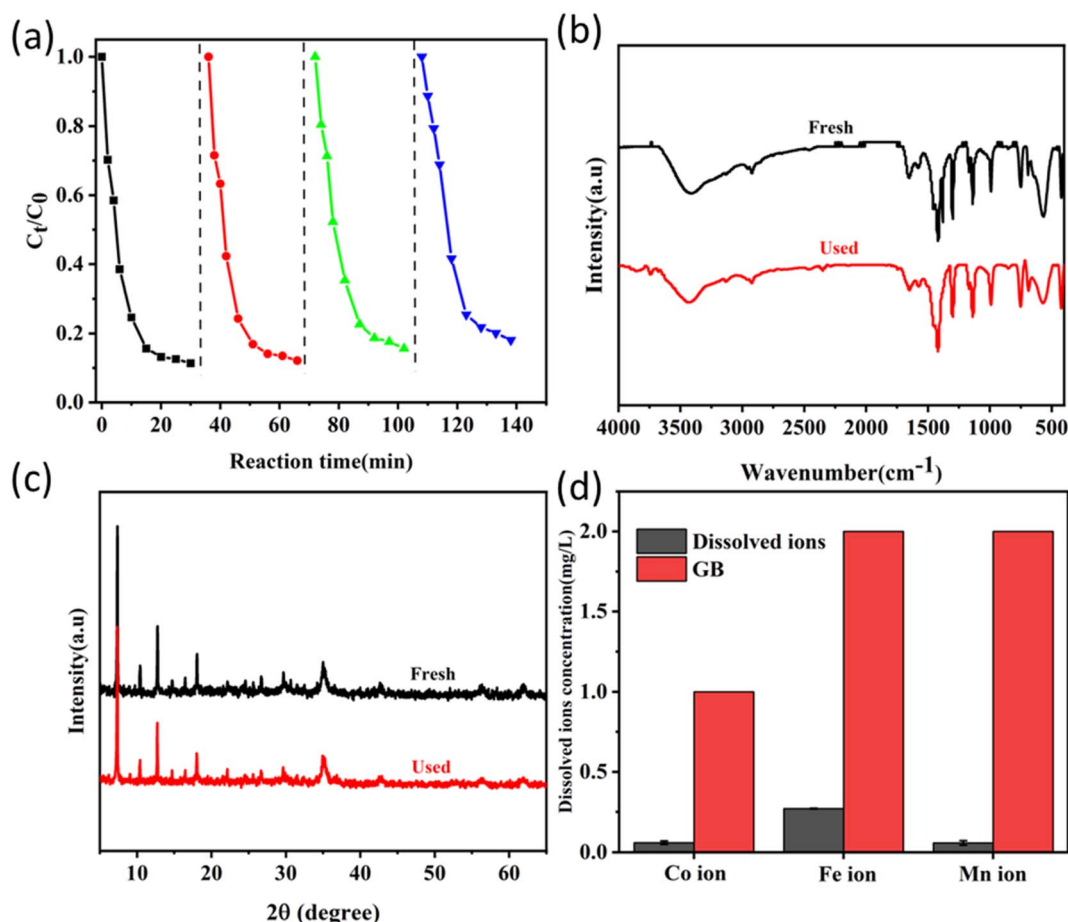 (a)
1.0
0.8
0.6
0.4
0.2
0.0
Ct/C0
0 20 40 60 80 100 120 140
Reaction time(min)
(b)
Fresh
Used
Intensity(a.u)
4000 3500 3000 2500 2000 1500 1000 500
Wavenumber(cm-1)
(c)
Fresh
Used
Intensity(a.u)
10 20 30 40 50 60
2θ (degree)
(d)
Dissolved ions
GB
2.0
1.5
1.0
0.5
0.0
Dissolved ions concentration(mg/L)
Co ion Fe ion Mn ion